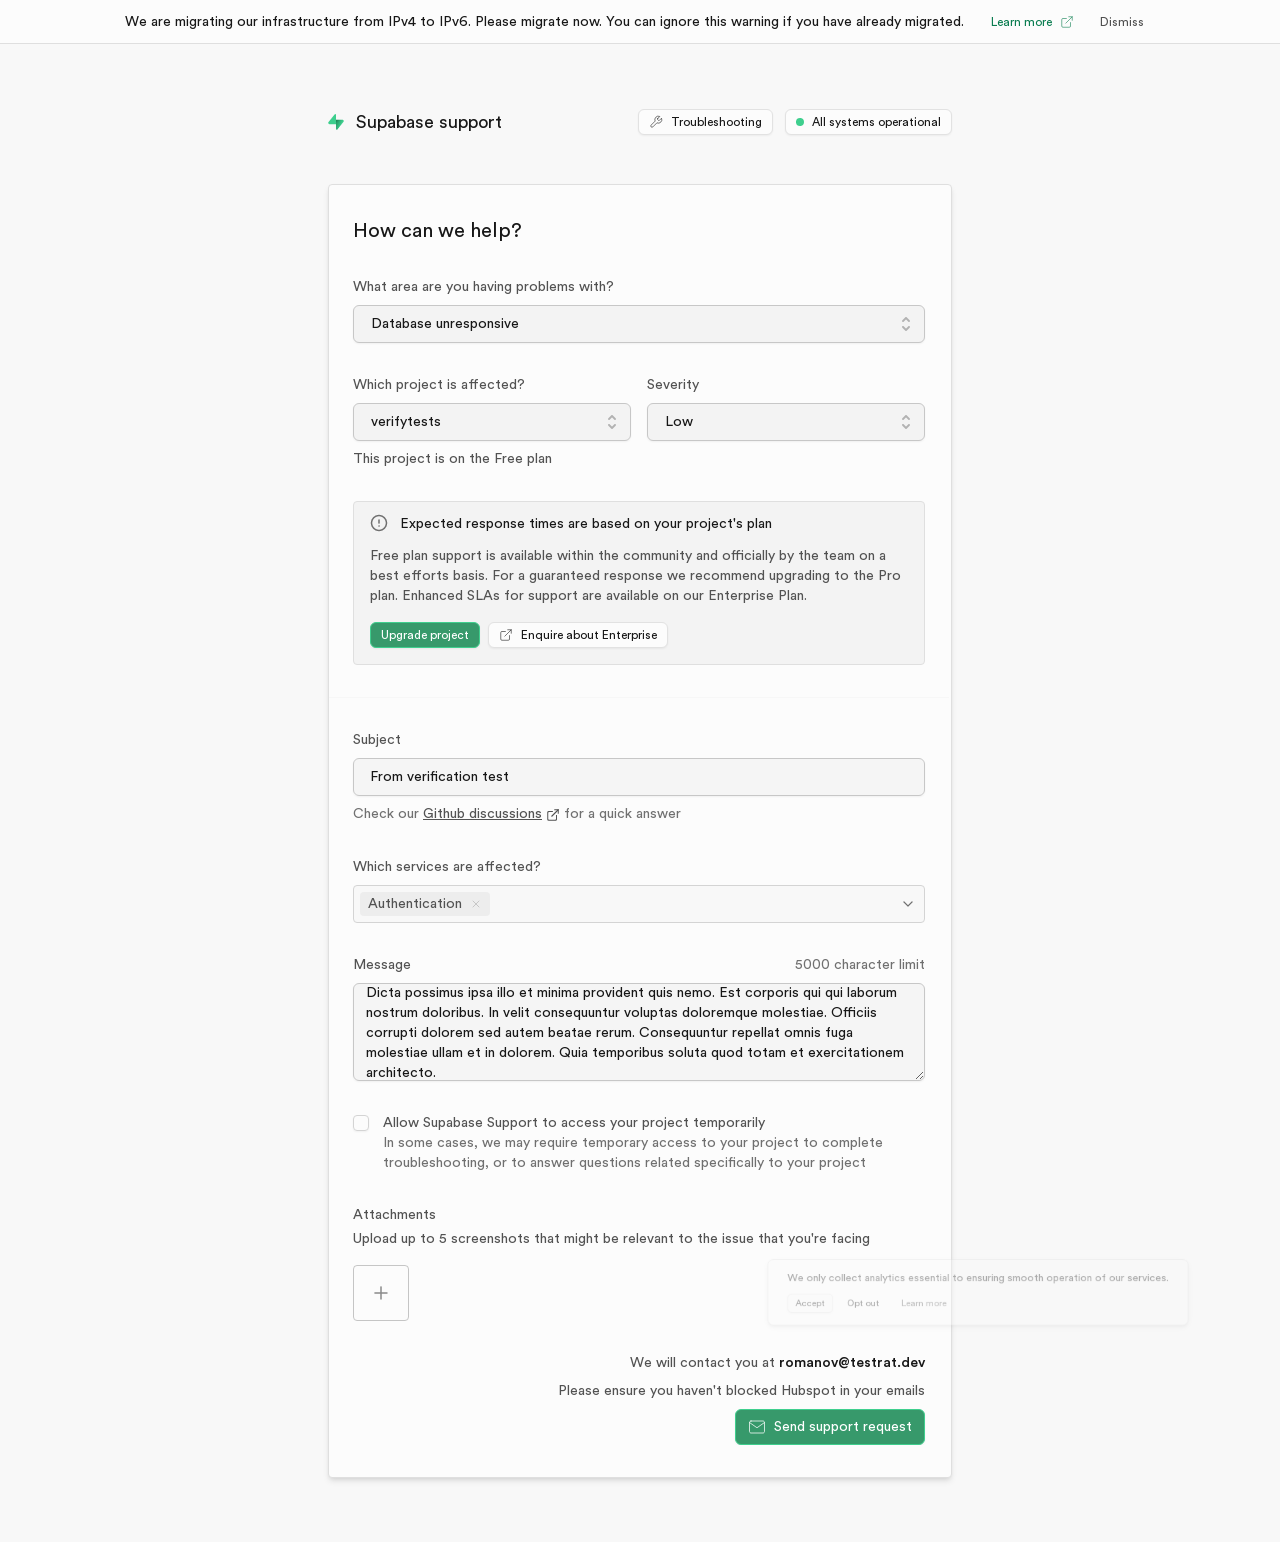 We are migrating our infrastructure from IPv4 to IPv6. Please migrate now. You can ignore this warning if you have already migrated. Learn more Dismiss
Supabase support Troubleshooting All systems operational
How can we help?
What area are you having problems with?
Database unresponsive
Which project is affected? Severity
verifytests Low
This project is on the Free plan
Expected response times are based on your project's plan
Free plan support is available within the community and officially by the team on a
best efforts basis. For a guaranteed response we recommend upgrading to the Pro
plan. Enhanced SLAs for support are available on our Enterprise Plan.
Upgrade project Enquire about Enterprise
Subject
From verification test
Check our Github discussions for a quick answer
Which services are affected?
Authentication
Message 5000 character limit
Dicta possimus ipsa illo et minima provident quis nemo. Est corporis qui qui laborum
nostrum doloribus. In velit consequuntur voluptas doloremque molestiae. Officiis
corrupti dolorem sed autem beatae rerum. Consequuntur repellat omnis fuga
molestiae ullam et in dolorem. Quia temporibus soluta quod totam et exercitationem
architecto.
Allow Supabase Support to access your project temporarily
In some cases, we may require temporary access to your project to complete
troubleshooting, or to answer questions related specifically to your project
Attachments
Upload up to 5 screenshots that might be relevant to the issue that you're facing
We only collect analytics essential to ensuring smooth operation of our services.
Accept Opt out Learn more
We will contact you at romanov@testrat.dev
Please ensure you haven't blocked Hubspot in your emails
Send support request